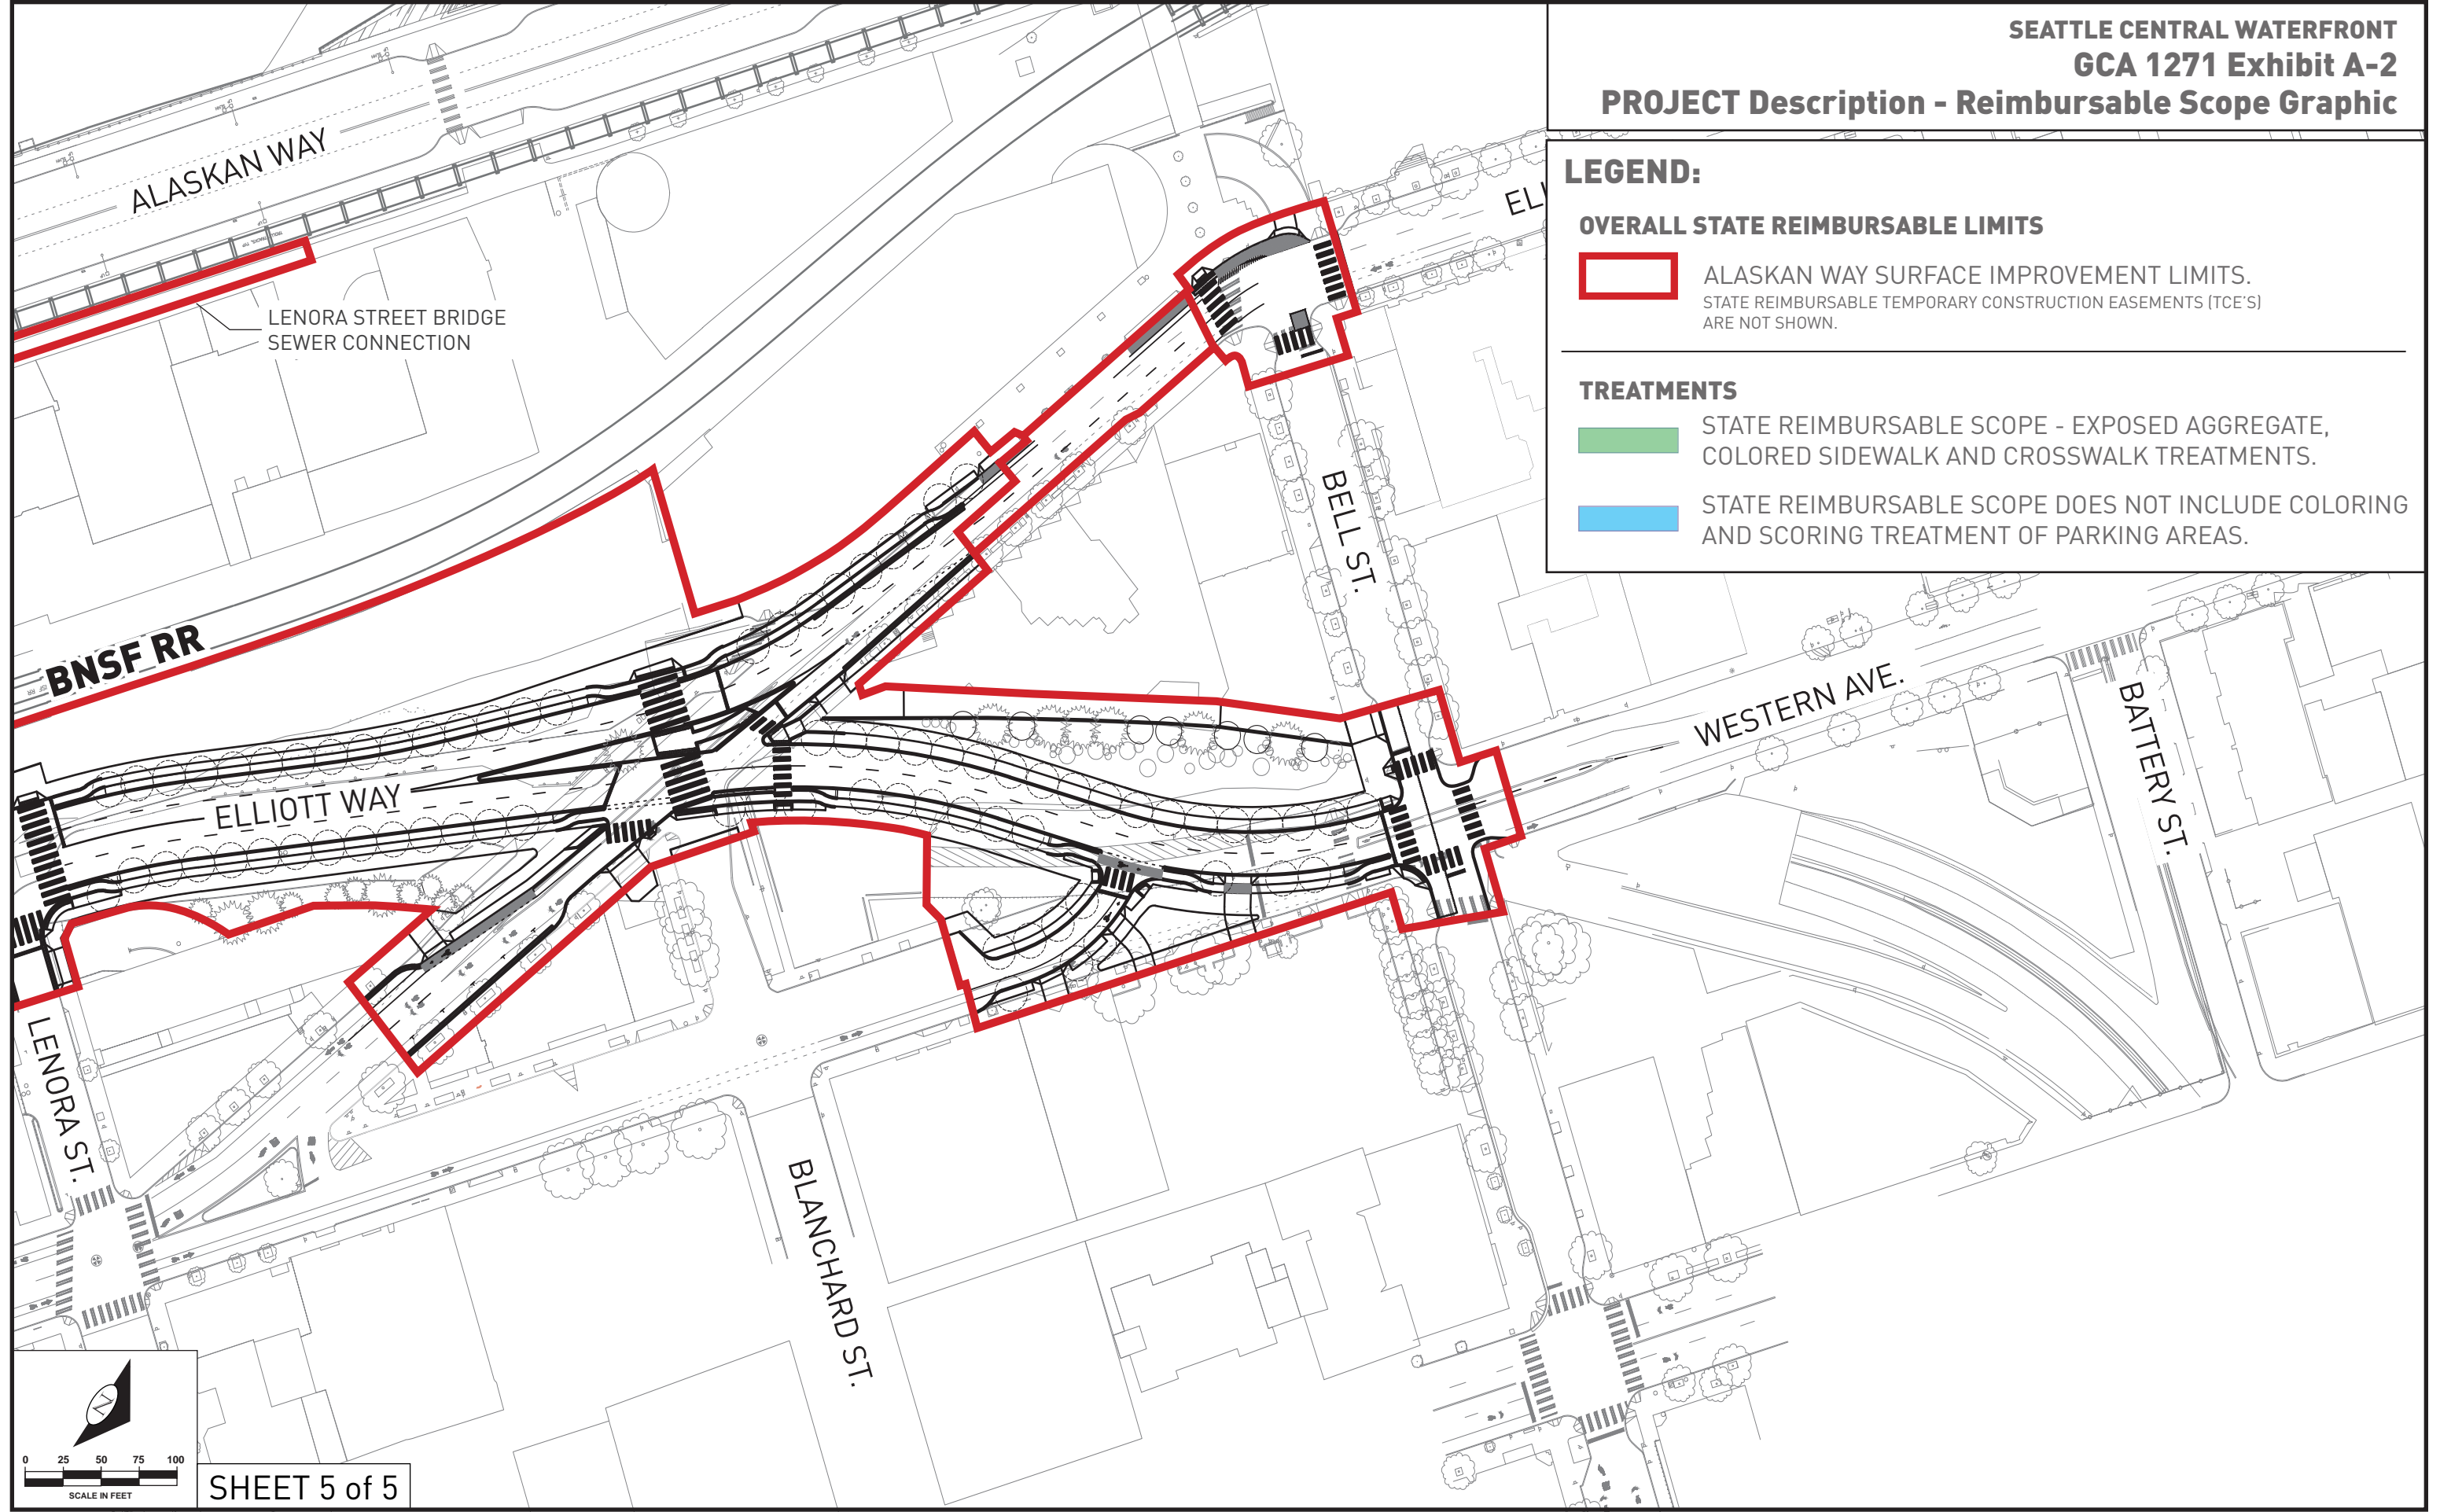 SEATTLE CENTRAL WATERFRONT
GCA 1271 Exhibit A-2
PROJECT Description - Reimbursable Scope Graphic
LEGEND:
OVERALL STATE REIMBURSABLE LIMITS
ALASKAN WAY SURFACE IMPROVEMENT LIMITS.
STATE REIMBURSABLE TEMPORARY CONSTRUCTION EASEMENTS (TCE'S)
ARE NOT SHOWN.
TREATMENTS
STATE REIMBURSABLE SCOPE - EXPOSED AGGREGATE,
COLORED SIDEWALK AND CROSSWALK TREATMENTS.
STATE REIMBURSABLE SCOPE DOES NOT INCLUDE COLORING
AND SCORING TREATMENT OF PARKING AREAS.
ALASKAN WAY
ELLI
LENORA STREET BRIDGE
SEWER CONNECTION
BELL ST.
BNSF RR
WESTERN AVE.
BATTERY ST.
ELLIOTT WAY
LENORA ST.
BLANCHARD ST.
N
0 25 50 75 100
SCALE IN FEET
SHEET 5 of 5